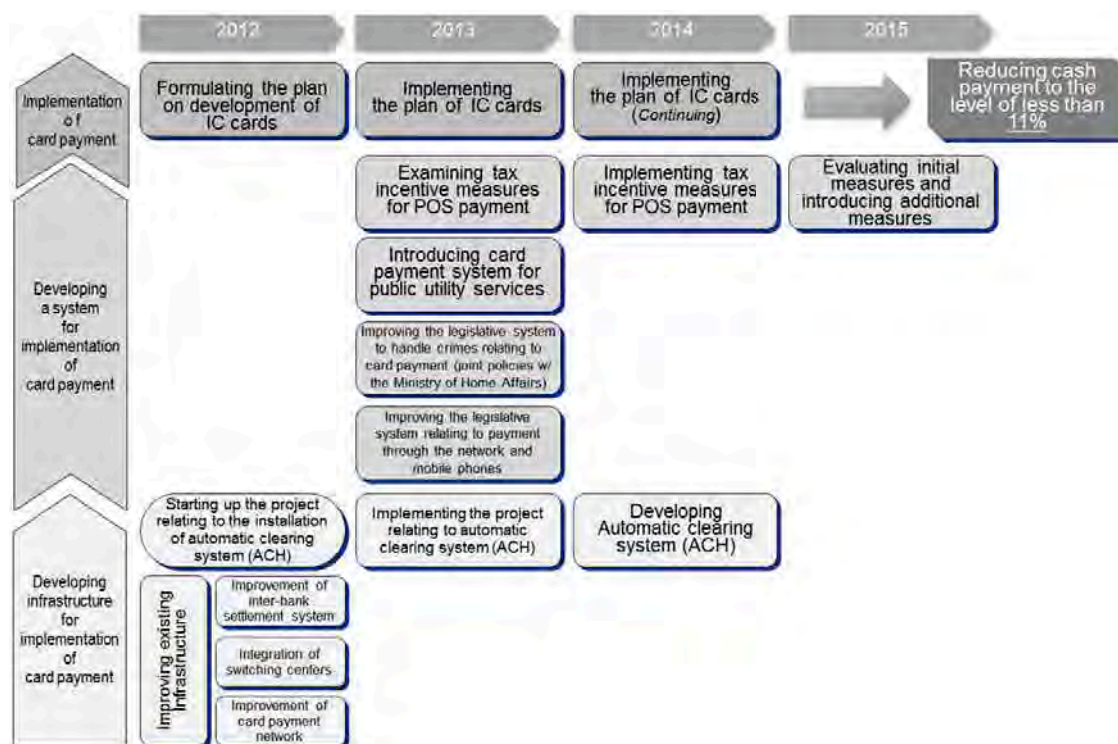 2012
2013
2014
2015
Implementation
of
card payment
Formulating the plan
on development of
IC cards
Implementing
the plan of IC cards
Implementing
the plan of IC cards
(Continuing)
Reducing cash
payment to the
level of less than
11%
Developing
a system
for
implementation
of
card payment
Examining tax
incentive measures
for POS payment
Implementing tax
incentive measures
for POS payment
Evaluating initial
measures and
introducing additional
measures
Introducing card
payment system for
public utility services
Improving the legislative system
to handle crimes relating to
card payment (joint policies w/
the Ministry of Home Affairs)
Improving the legislative
system relating to payment
through the network and
mobile phones
Developing
infrastructure
for
implementation
of
card payment
Starting up the project
relating to the installation
of automatic clearing
system (ACH)
Implementing the project
relating to automatic
clearing system (ACH)
Developing
Automatic clearing
system (ACH)
Improving existing
Infrastructure
Improvement of
inter-bank
settlement system
Integration of
switching centers
Improvement of
card payment
network